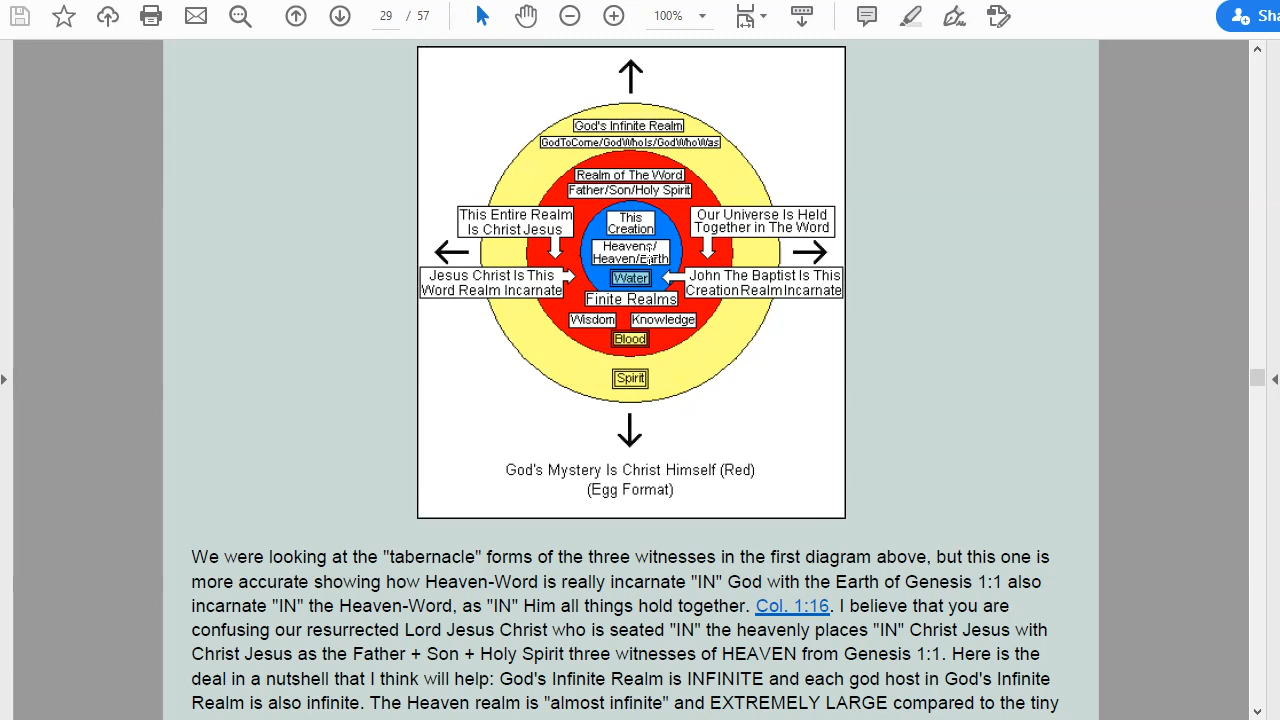 29 / 57
100%
Sha
God's Infinite Realm
GodToCome/GodWhoIs/GodWhoWas
Realm of The Word
Father/Son/Holy Spirit
This Entire Realm
Is Christ Jesus
This
Creation
Our Universe Is Held
Together in The Word
Heavens/
Heaven/Earth
Jesus Christ Is This
Word Realm Incarnate
Water
John The Baptist Is This
Creation Realm Incarnate
Finite Realms
Wisdom
Knowledge
Blood
Spirit
God's Mystery Is Christ Himself (Red)
(Egg Format)
We were looking at the "tabernacle" forms of the three witnesses in the first diagram above, but this one is
more accurate showing how Heaven-Word is really incarnate "IN" God with the Earth of Genesis 1:1 also
incarnate "IN" the Heaven-Word, as "IN" Him all things hold together. Col. 1:16. I believe that you are
confusing our resurrected Lord Jesus Christ who is seated "IN" the heavenly places "IN" Christ Jesus with
Christ Jesus as the Father + Son + Holy Spirit three witnesses of HEAVEN from Genesis 1:1. Here is the
deal in a nutshell that I think will help: God's Infinite Realm is INFINITE and each god host in God's Infinite
Realm is also infinite. The Heaven realm is "almost infinite" and EXTREMELY LARGE compared to the tiny